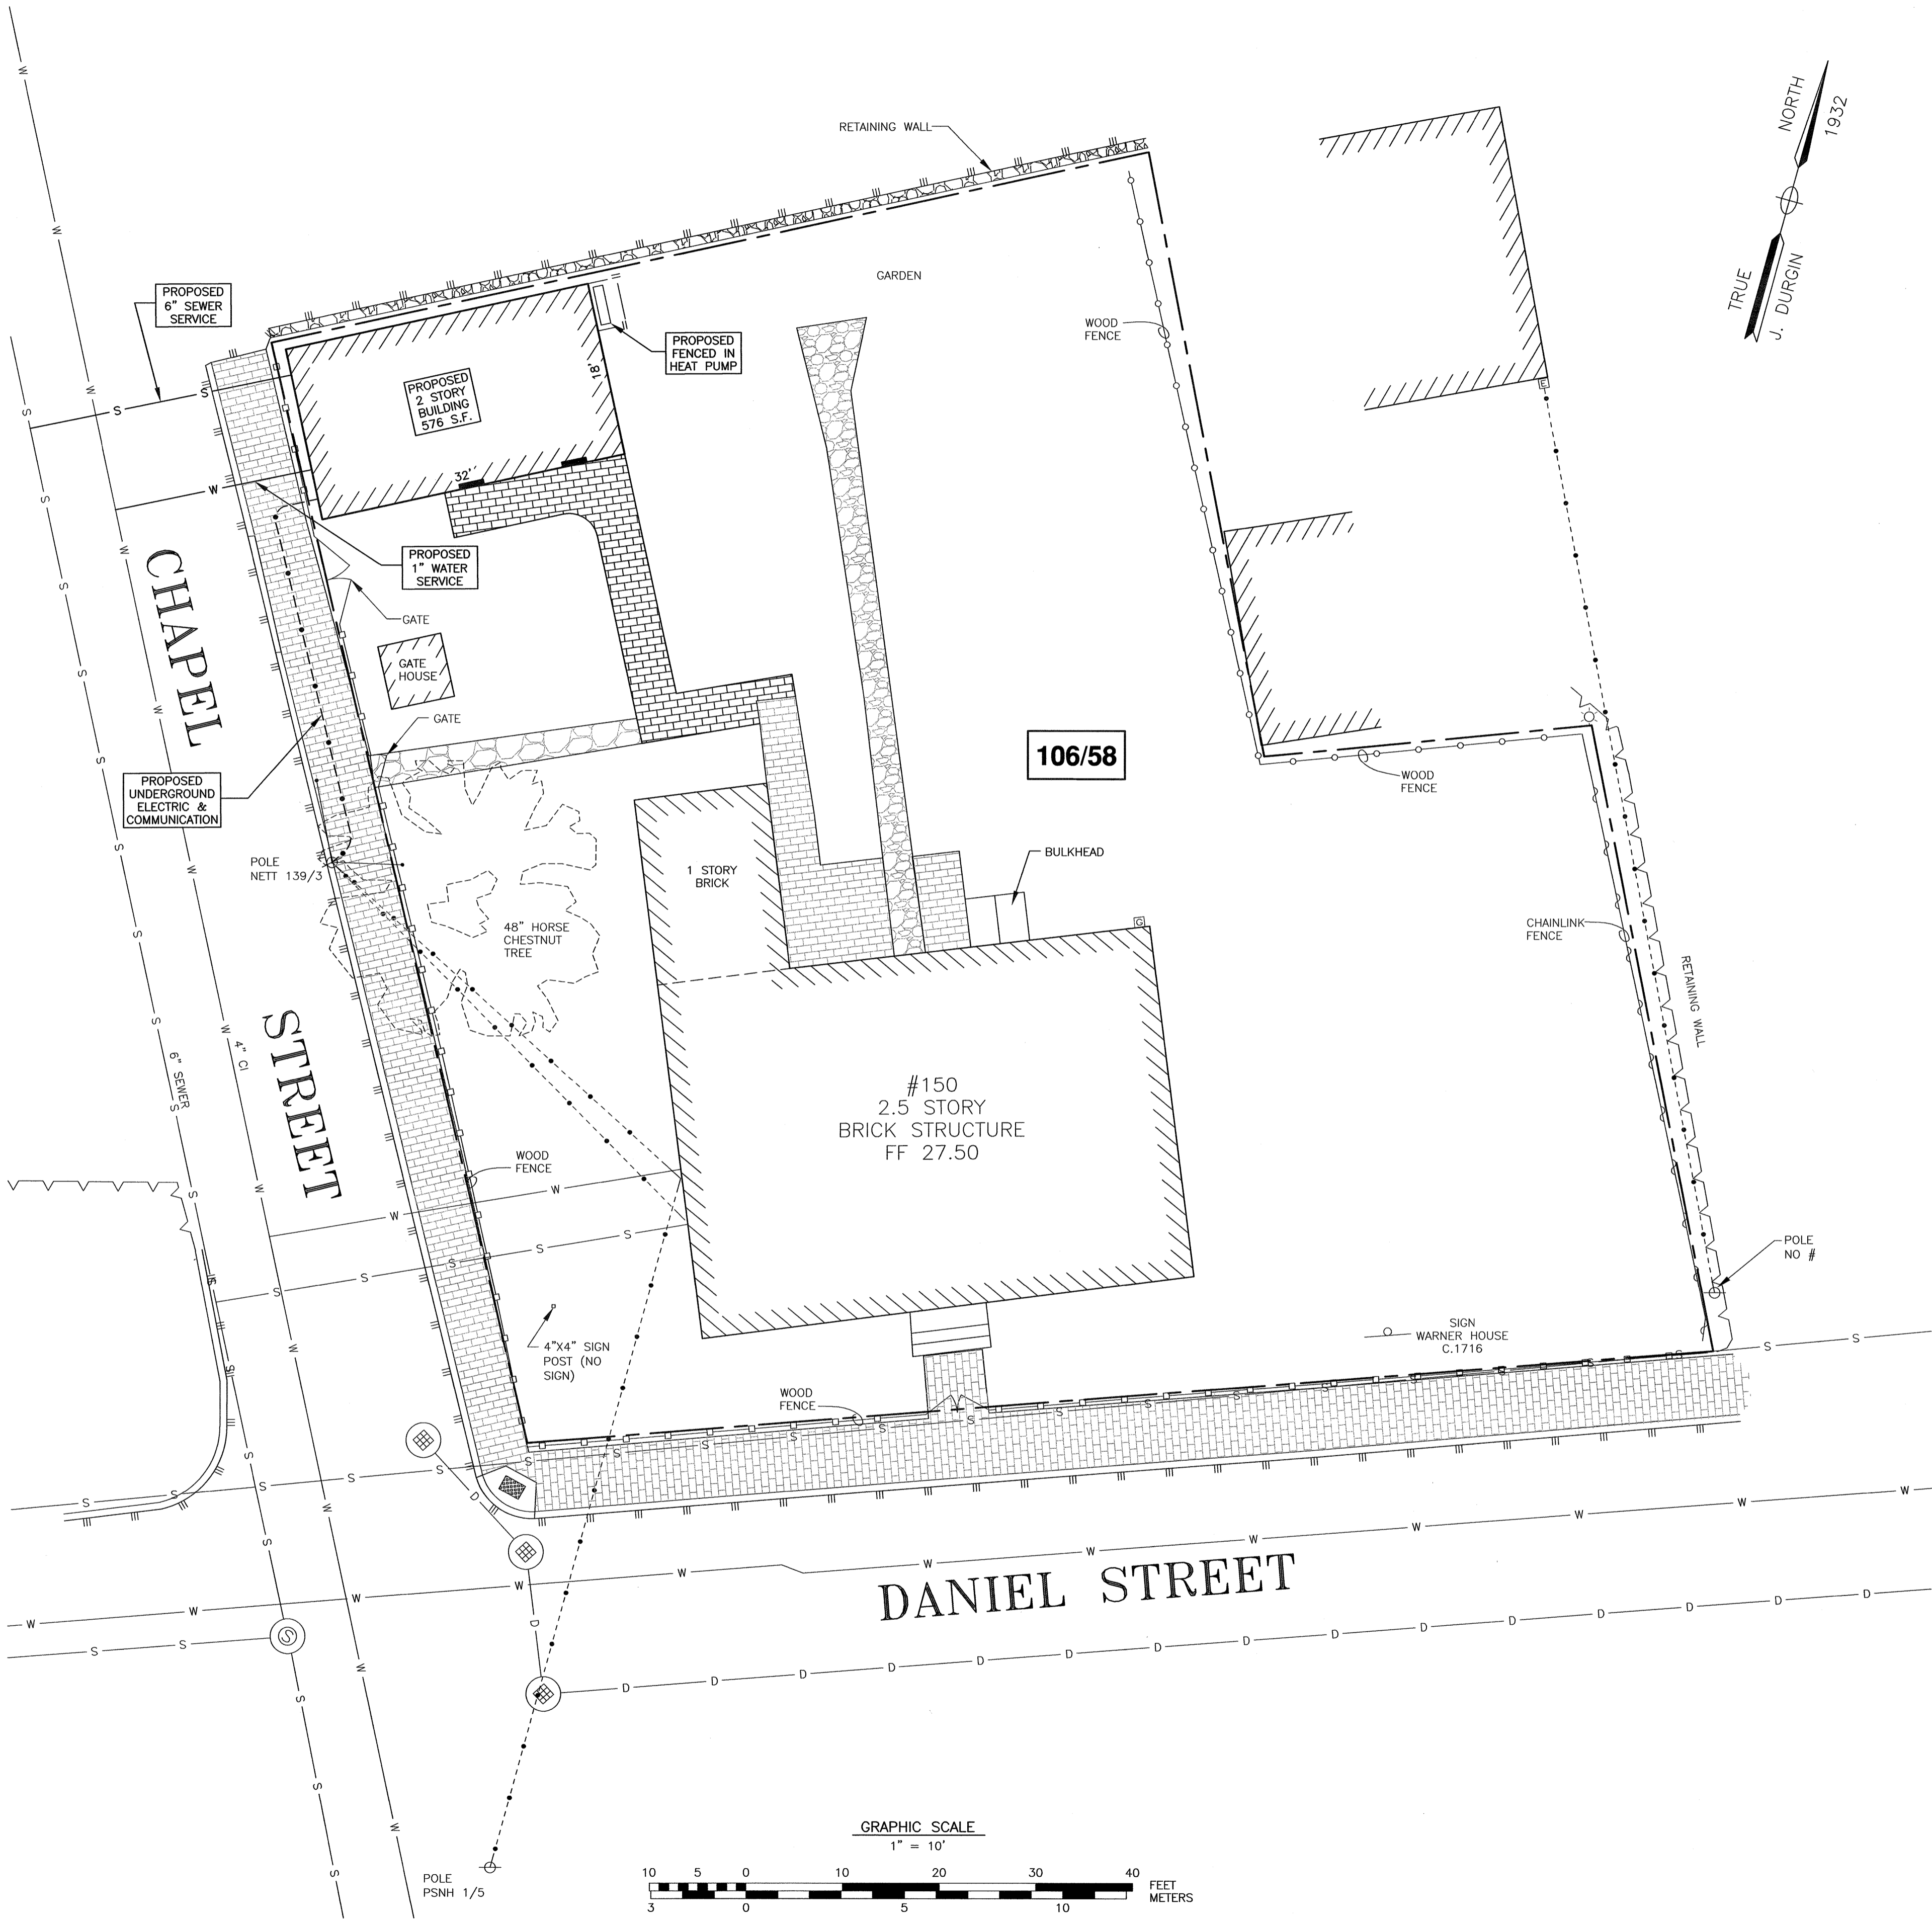 NORTH
1932
TRUE
J. DURGIN
RETAINING WALL
GARDEN
PROPOSED
6" SEWER
SERVICE
WOOD
FENCE
PROPOSED
FENCED IN
HEAT PUMP
18'
PROPOSED
2 STORY
BUILDING
576 S.F.
E
32'
PROPOSED
1" WATER
SERVICE
GATE
GATE
HOUSE
GATE
CHAPEL
STREET
106/58
WOOD
FENCE
PROPOSED
UNDERGROUND
ELECTRIC &
COMMUNICATION
BULKHEAD
POLE
NETT 139/3
1 STORY
BRICK
48" HORSE
CHESTNUT
TREE
G
CHAINLINK
FENCE
RETAINING WALL
4" CI
6" SEWER
#150
2.5 STORY
BRICK STRUCTURE
FF 27.50
WOOD
FENCE
POLE
NO #
4"X4" SIGN
POST (NO
SIGN)
SIGN
WARNER HOUSE
C.1716
WOOD
FENCE
DANIEL STREET
W W W W W W W W W W W W
D D D D D D D D D D D D D D D
S S S S S S S S S S S S S S S
POLE
PSNH 1/5
GRAPHIC SCALE
1" = 10'
10 5 0 10 20 30 40
FEET
METERS
3 0 5 10